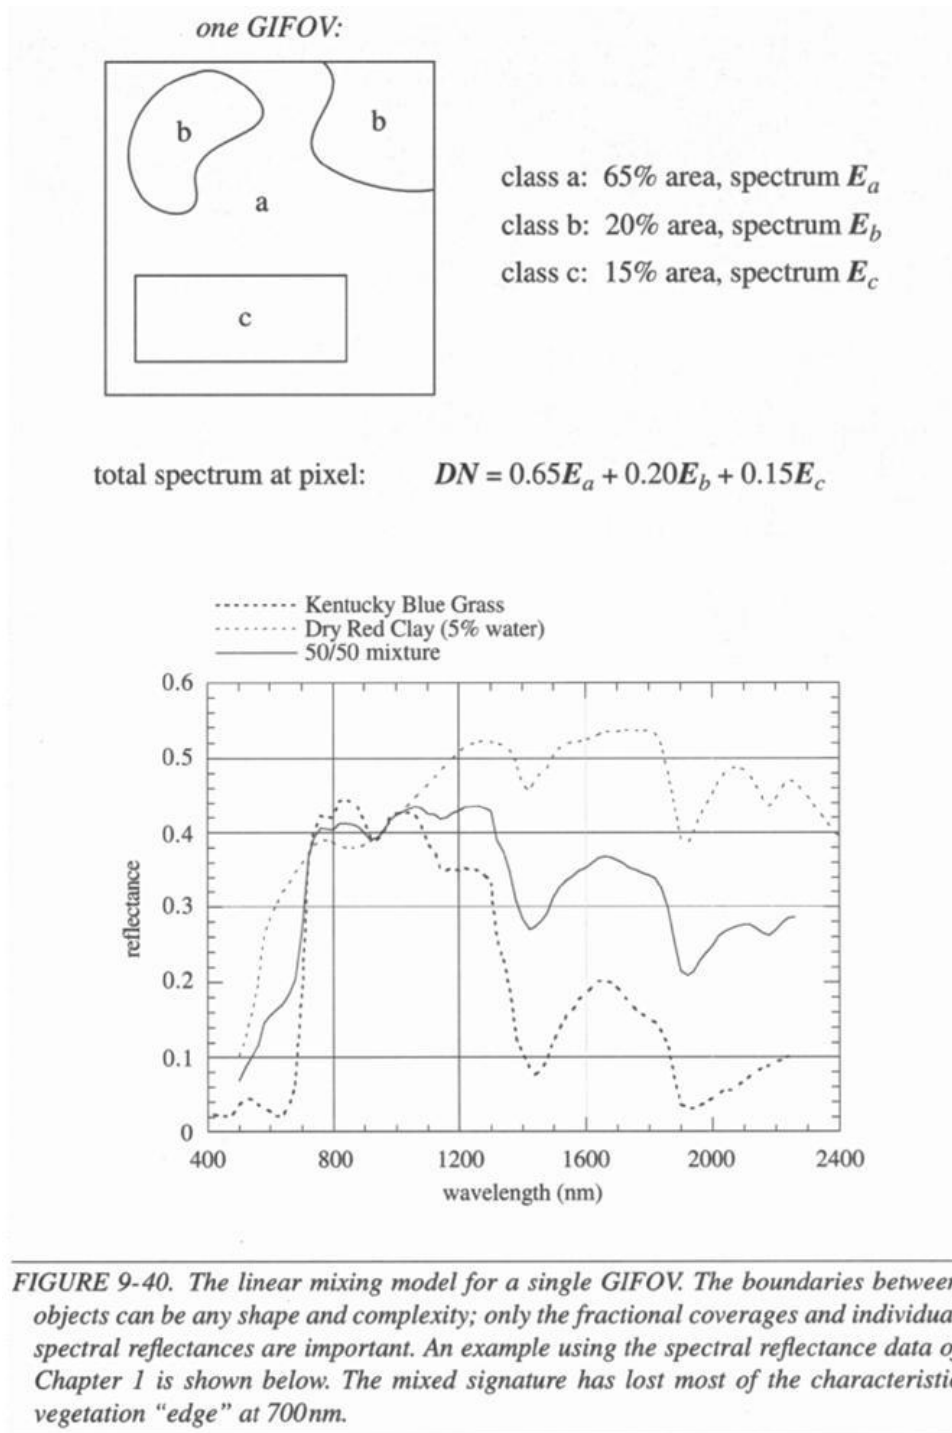 one GIFOV:
b
b
a
c
class a: 65% area, spectrum E_a
class b: 20% area, spectrum E_b
class c: 15% area, spectrum E_c
total spectrum at pixel: DN = 0.65E_a + 0.20E_b + 0.15E_c
Kentucky Blue Grass
Dry Red Clay (5% water)
50/50 mixture
0.6
0.5
0.4
0.3
0.2
0.1
0
reflectance
400 800 1200 1600 2000 2400
wavelength (nm)
FIGURE 9-40. The linear mixing model for a single GIFOV. The boundaries between
objects can be any shape and complexity; only the fractional coverages and individua
spectral reflectances are important. An example using the spectral reflectance data o
Chapter 1 is shown below. The mixed signature has lost most of the characteristic
vegetation “edge” at 700nm.